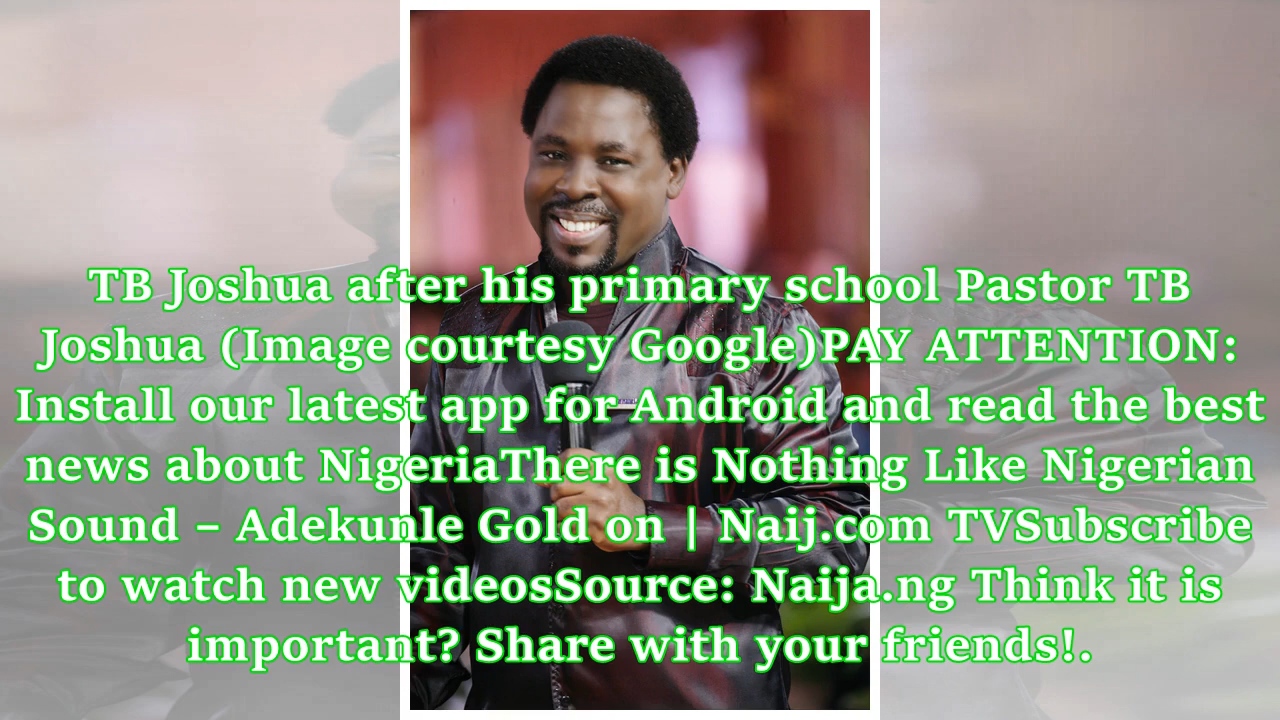 TB Joshua after his primary school Pastor TB
Joshua (Image courtesy Google)PAY ATTENTION:
Install our latest app for Android and read the best
news about NigeriaThere is Nothing Like Nigerian
Sound – Adekunle Gold on | Naij.com TVSubscribe
to watch new videosSource: Naija.ng Think it is
important? Share with your friends!.